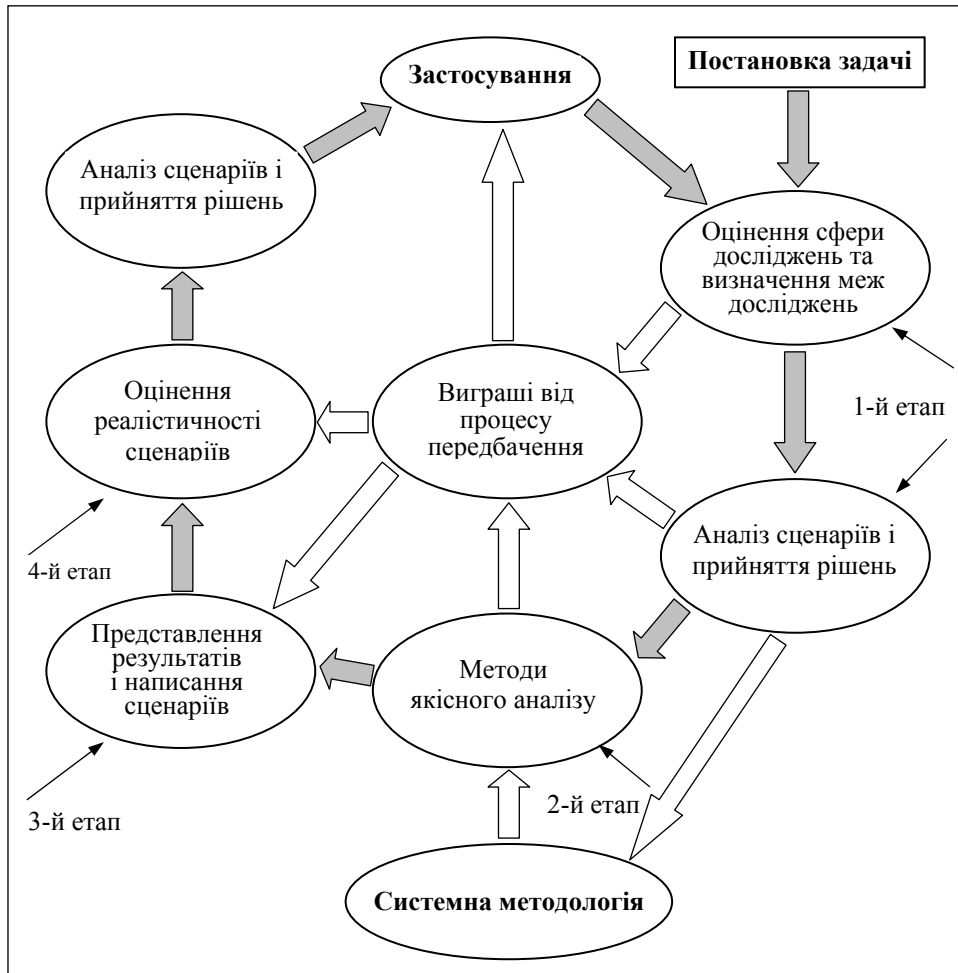 Застосування
Постановка задачі
Аналіз сценаріїв і
прийняття рішень
Оцінення сфери
досліджень та
визначення меж
досліджень
Оцінення
реалістичності
сценаріїв
Виграші від
процесу
передбачення
1-й етап
Аналіз сценаріїв і
прийняття рішень
4-й етап
Представлення
результатів
і написання
сценаріїв
Методи
якісного аналізу
2-й етап
3-й етап
Системна методологія